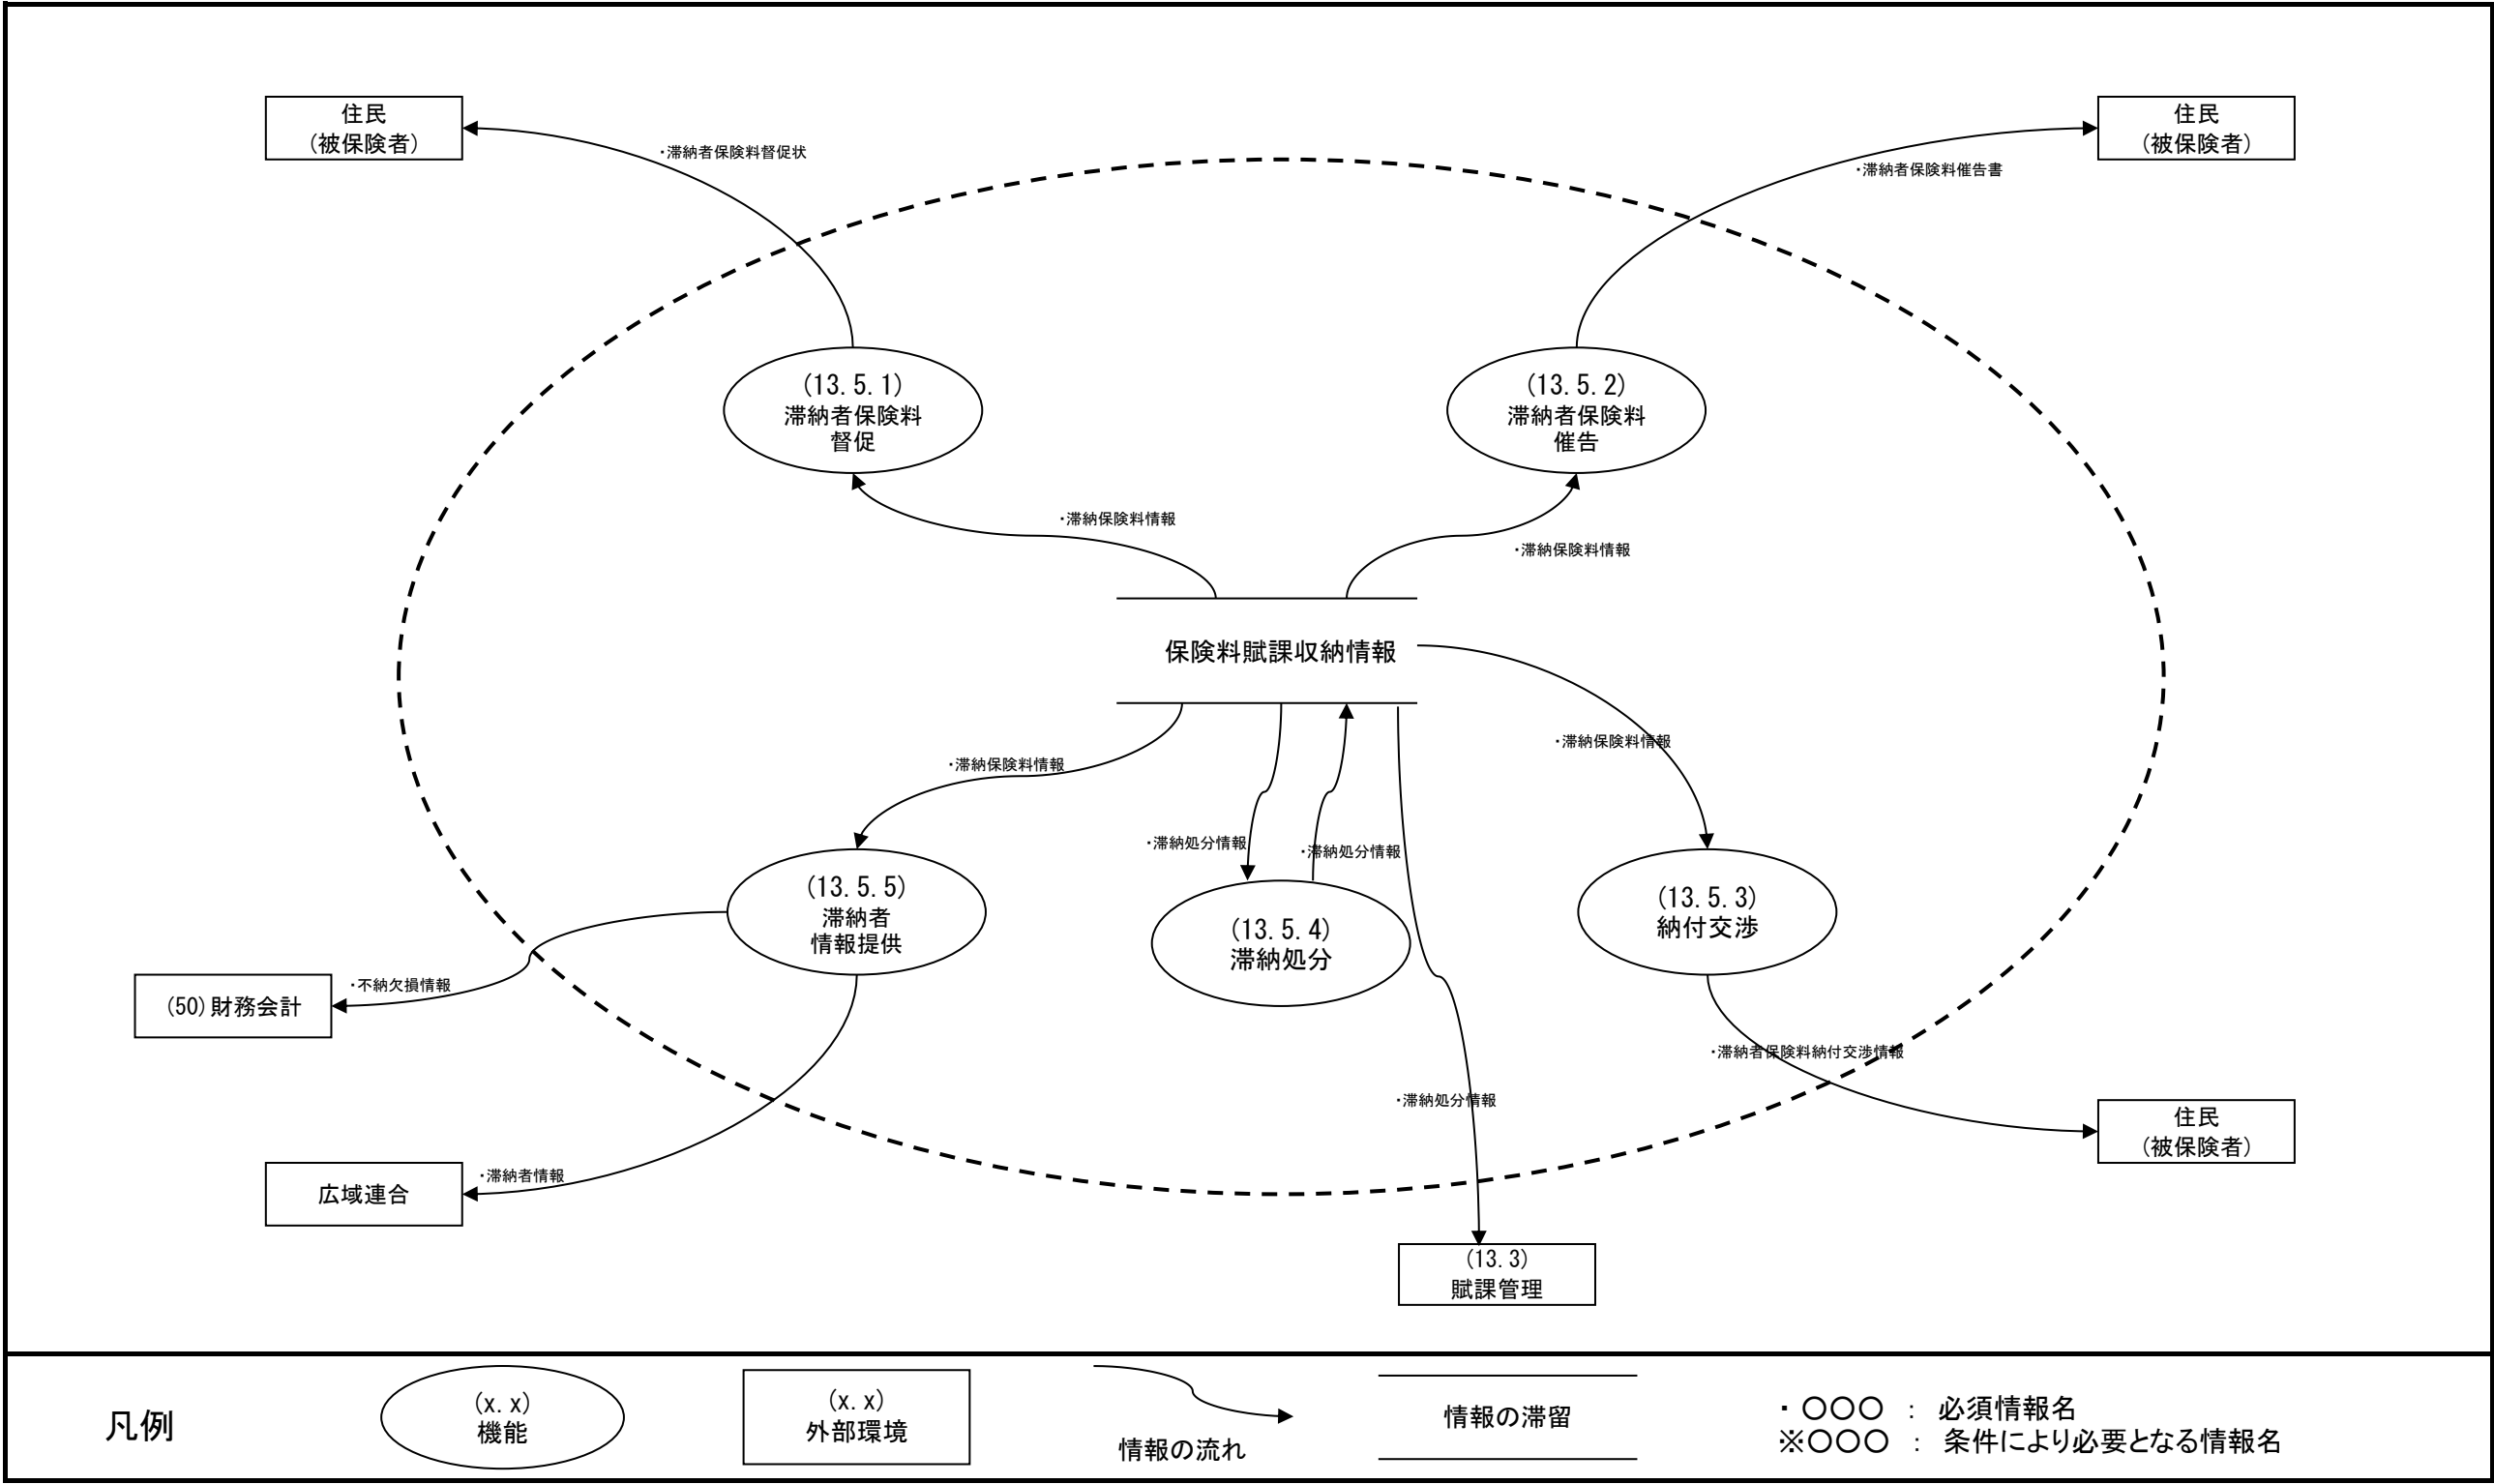 住民
(被保険者)
住民
(被保険者)
・滞納者保険料督促状
・滞納者保険料催告書
(13.5.1)
滞納者保険料
督促
(13.5.2)
滞納者保険料
催告
・滞納保険料情報
・滞納保険料情報
保険料賦課収納情報
・滞納保険料情報
・滞納保険料情報
・滞納処分情報
・滞納処分情報
(13.5.5)
滞納者
情報提供
(13.5.4)
滞納処分
(13.5.3)
納付交渉
・不納欠損情報
(50)財務会計
・滞納者保険料納付交渉情報
・滞納処分情報
住民
(被保険者)
・滞納者情報
広域連合
(13.3)
賦課管理
凡例
(x.x)
機能
(x.x)
外部環境
情報の流れ
情報の滞留
・ 〇〇〇 : 必須情報名
※〇〇〇 : 条件により必要となる情報名